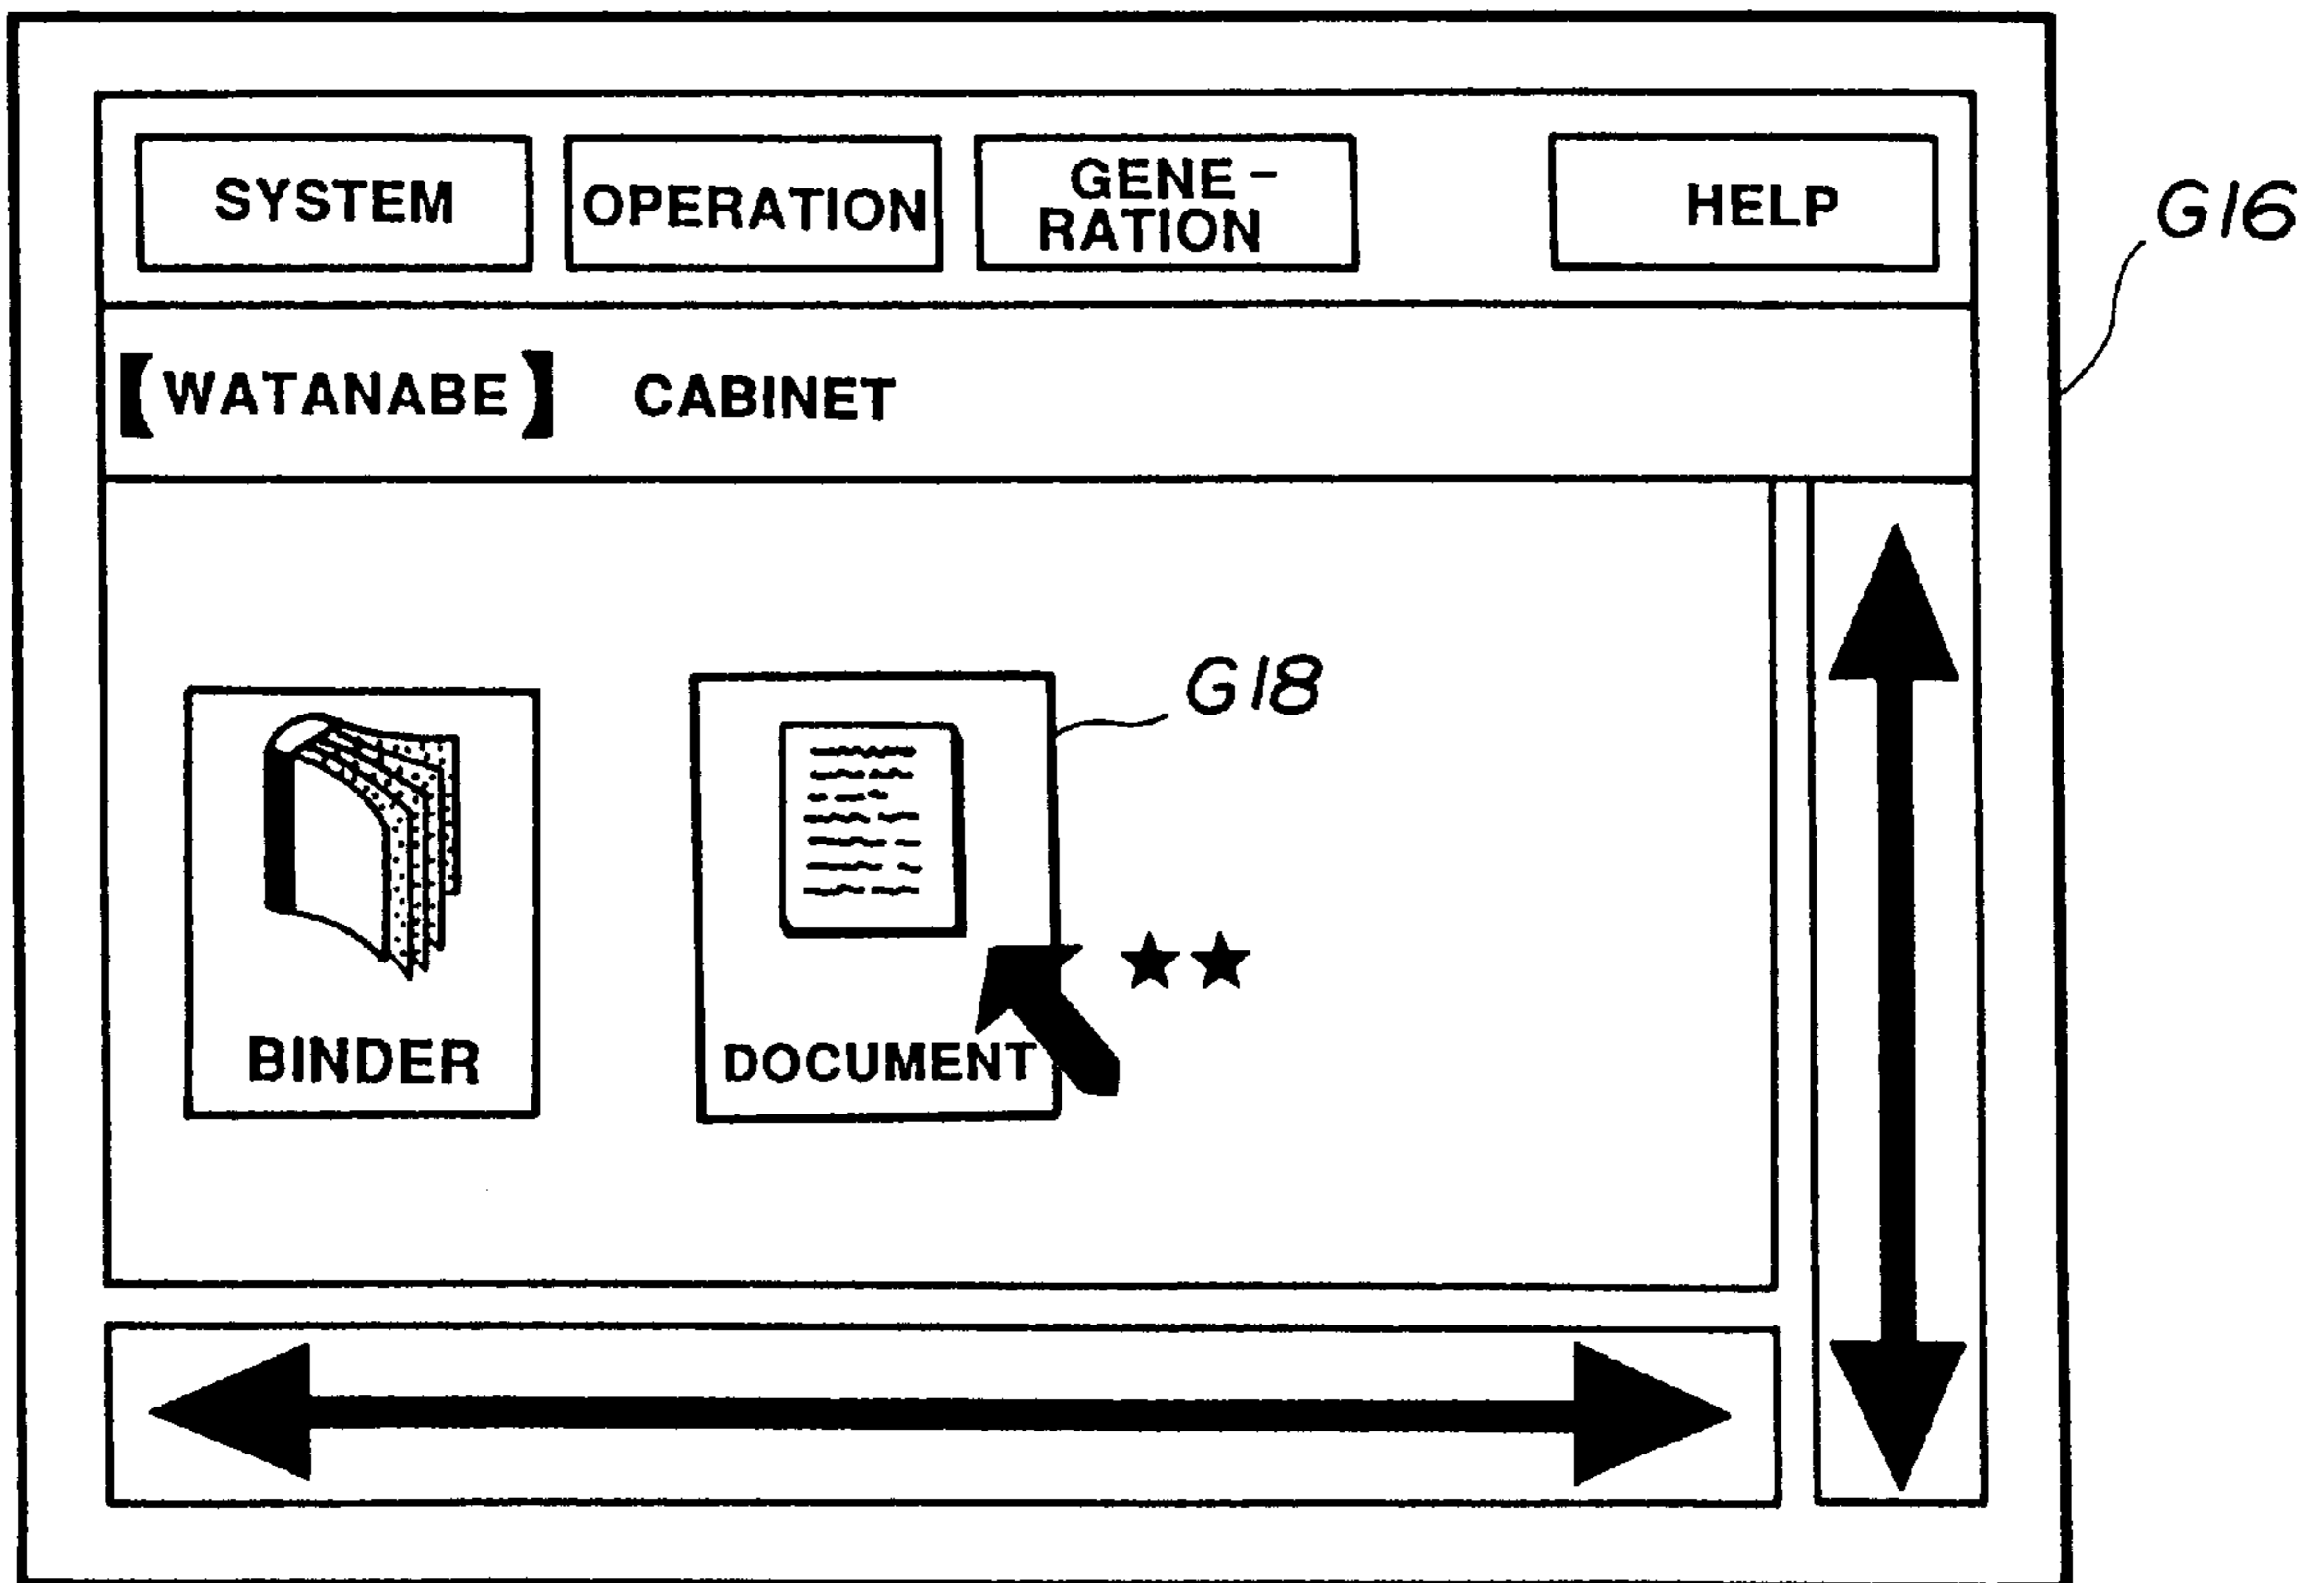 SYSTEM
OPERATION
GENE-
RATION
HELP
G16
【WATANABE】 CABINET
G18
★★
BINDER
DOCUMENT